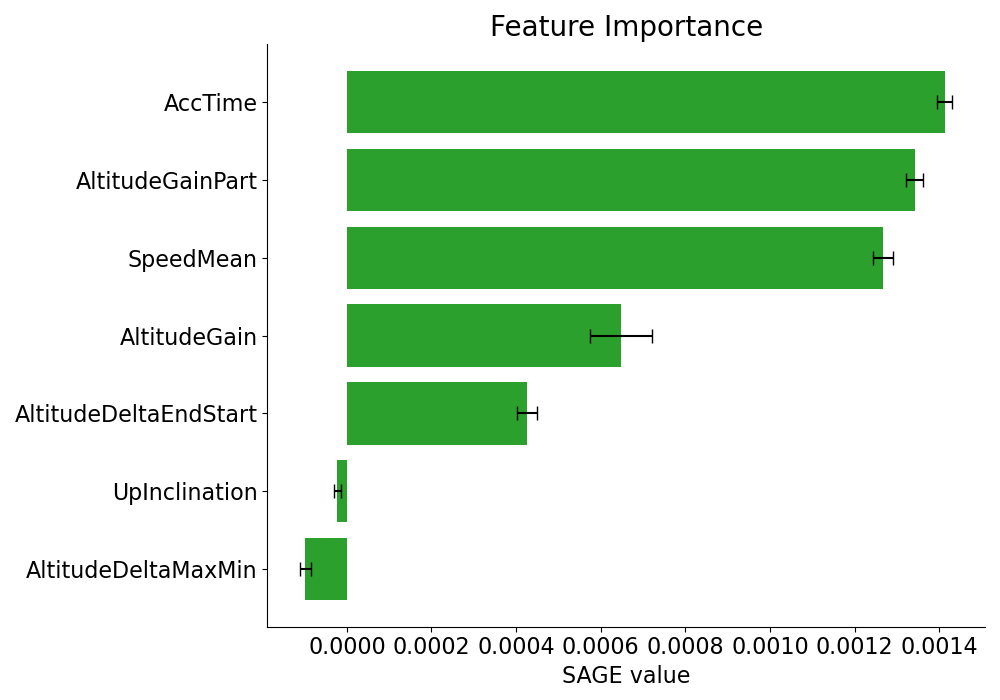 Feature Importance
AccTime
AltitudeGainPart
SpeedMean
AltitudeGain
AltitudeDeltaEndStart
UpInclination
AltitudeDeltaMaxMin
0.0000 0.0002 0.0004 0.0006 0.0008 0.0010 0.0012 0.0014
SAGE value